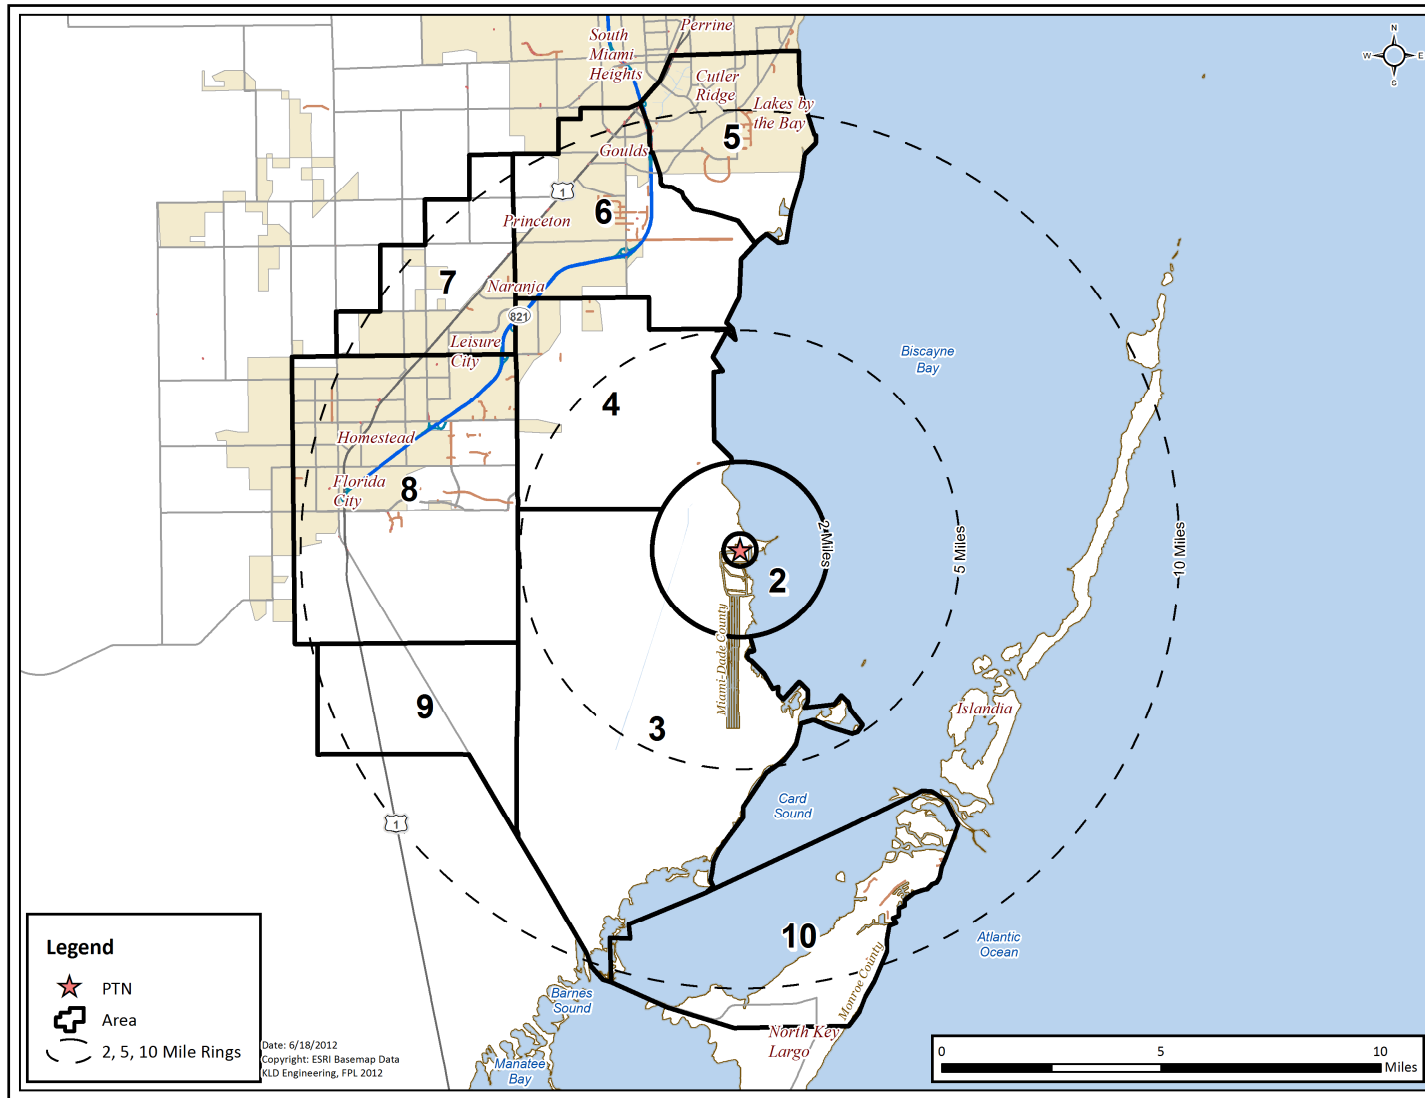 Perrine
South
Miami
Heights
N
W
E
S
Cutler
Ridge
Lakes by
the Bay
5
Goulds
1
6
Princeton
7
Naranja
821
Leisure
City
Biscayne
Bay
4
Homestead
Florida
City
8
2 Miles
5 Miles
10 Miles
2
Miami-Dade County
9
3
Islandia
Card
Sound
1
10
Atlantic
Ocean
Monroe County
Barnes
Sound
North Key
Largo
Manatee
Bay
Legend
PTN
Area
2, 5, 10 Mile Rings
Date: 6/18/2012
Copyright: ESRI Basemap Data
KLD Engineering, FPL 2012
0
5
10
Miles